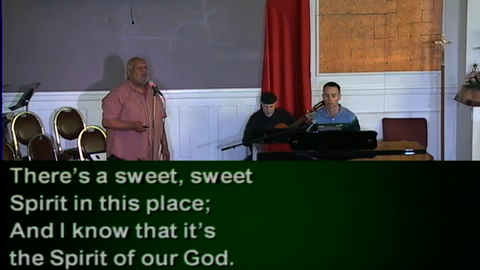 There's a sweet, sweet
Spirit in this place;
And I know that it's
the Spirit of our God.